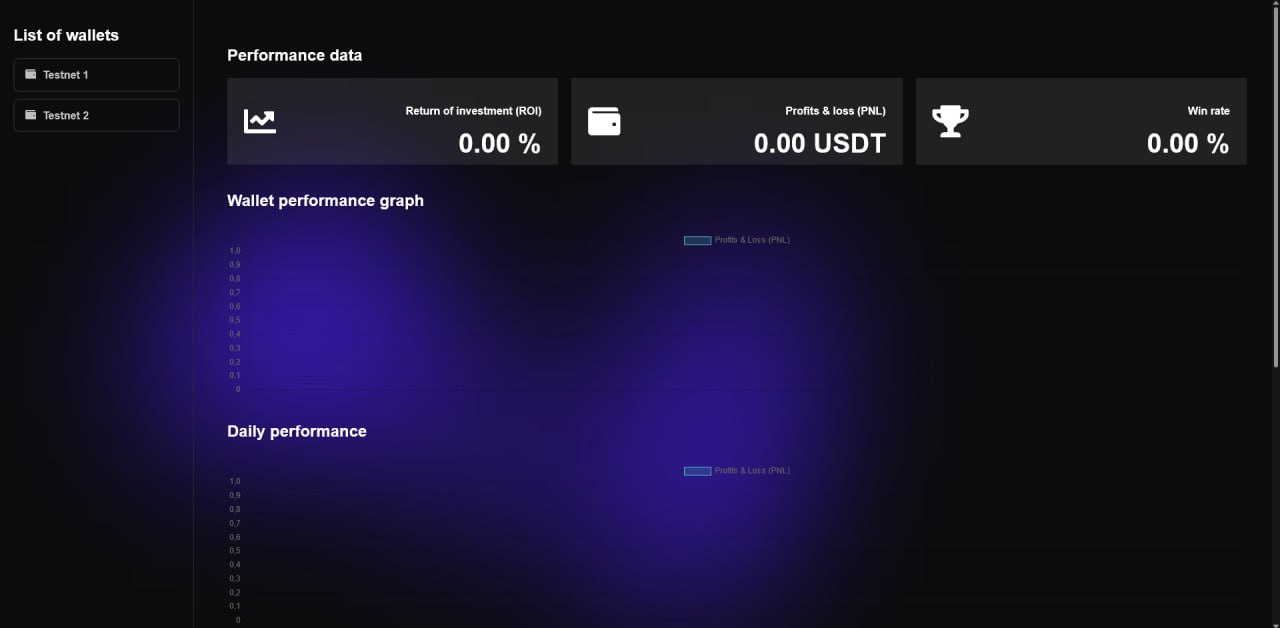 List of wallets
Testnet 1
Testnet 2
Performance data
Return of investment (ROI)
0.00 %
Profits & loss (PNL)
0.00 USDT
Win rate
0.00 %
Wallet performance graph
Profits & Loss (PNL)
1,0
0,9
0,8
0,7
0,6
0,5
0,4
0,3
0,2
0,1
0
Daily performance
Profits & Loss (PNL)
1,0
0,9
0,8
0,7
0,6
0,5
0,4
0,3
0,2
0,1
0